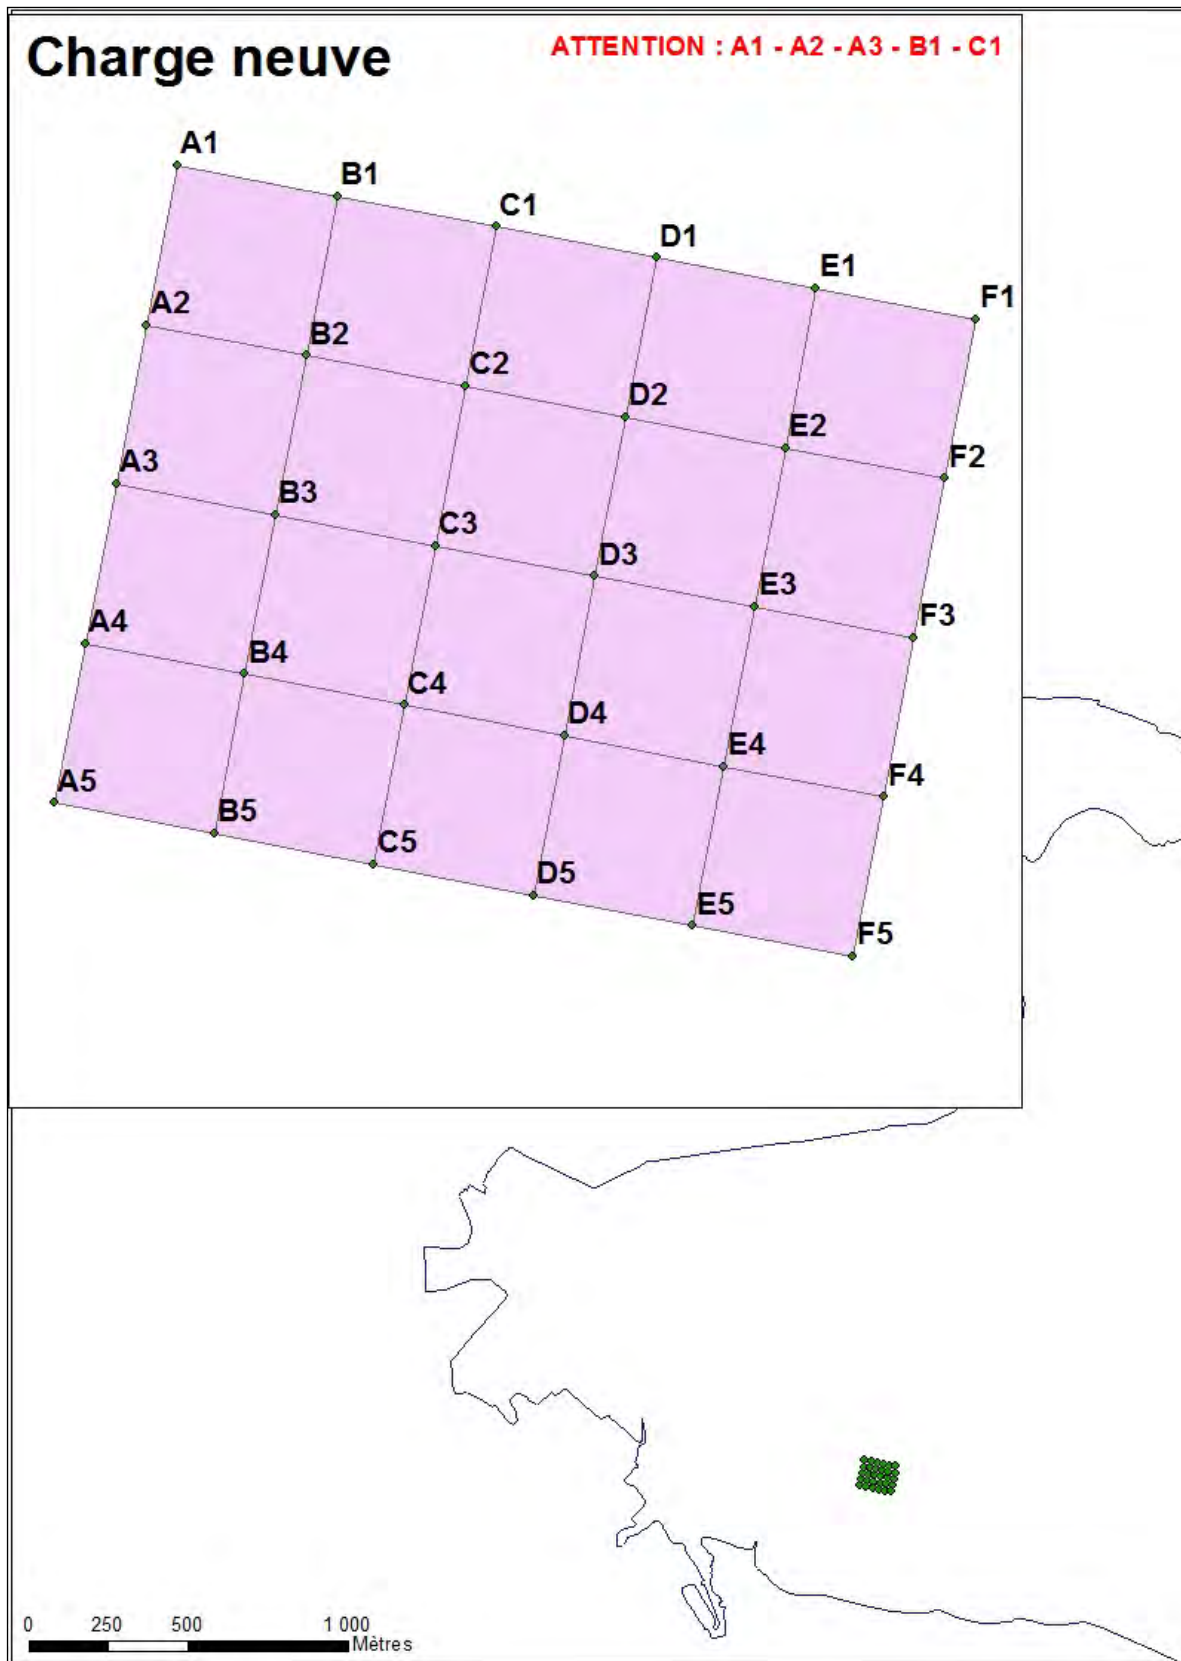 Charge neuve
ATTENTION : A1 - A2 - A3 - B1 - C1
A1
B1
C1
D1
E1
F1
A2
B2
C2
D2
E2
F2
A3
B3
C3
D3
E3
F3
A4
B4
C4
D4
E4
F4
A5
B5
C5
D5
E5
F5
0 250 500 1 000
Mètres